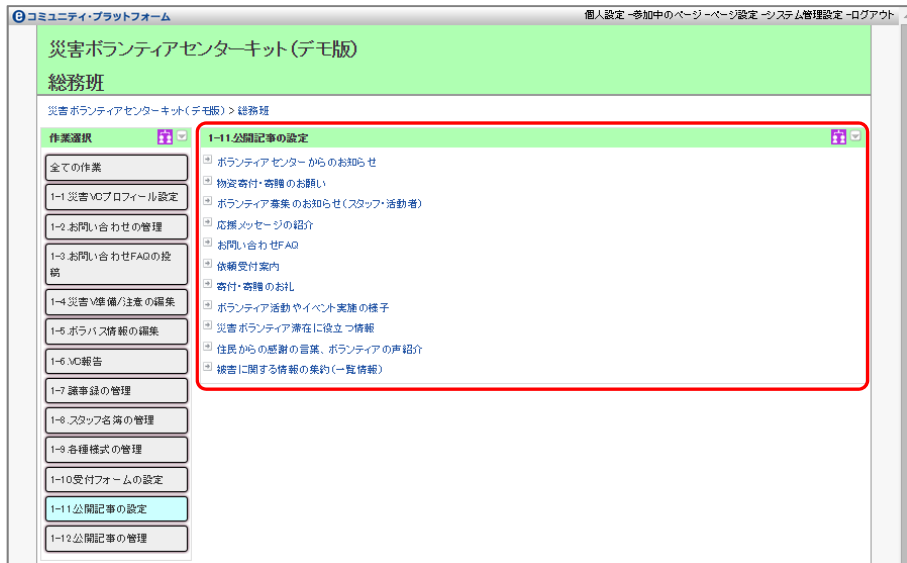 eコミュニティ・プラットフォーム
個人設定 -参加中のページ -ページ設定 -システム管理設定 -ログアウト
災害ボランティアセンターキット(デモ版)
総務班
災害ボランティアセンターキット(デモ版) > 総務班
作業選択
全ての作業
1-1.災害VCプロフィール設定
1-2.お問い合わせの管理
1-3.お問い合わせFAQの投
稿
1-4.災害V準備/注意の編集
1-5.ボラバス情報の編集
1-6.VC報告
1-7.議事録の管理
1-8.スタッフ名簿の管理
1-9.各種様式の管理
1-10受付フォームの設定
1-11.公開記事の設定
1-12.公開記事の管理
1-11.公開記事の設定
ボランティアセンターからのお知らせ
物資寄付・寄贈のお願い
ボランティア募集のお知らせ(スタッフ・活動者)
応援メッセージの紹介
お問い合わせFAQ
依頼受付案内
寄付・寄贈のお礼
ボランティア活動やイベント実施の様子
災害ボランティア滞在に役立つ情報
住民からの感謝の言葉、ボランティアの声紹介
被害に関する情報の集約(一覧情報)